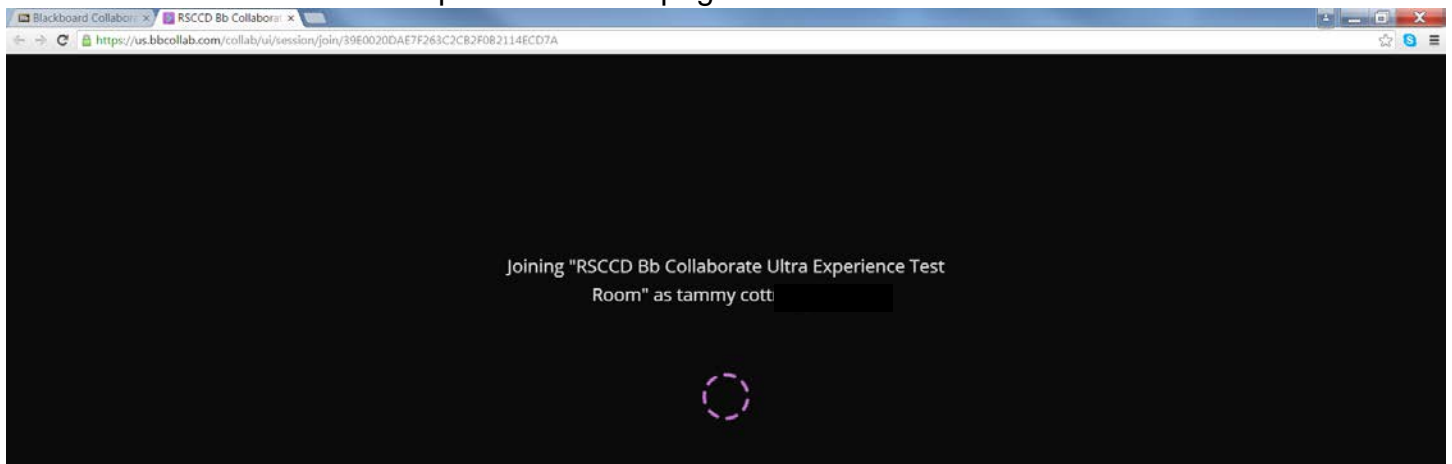 Blackboard Collabor
RSCCD Bb Collaborat
https://us.bbcollab.com/collab/ui/session/join/39E0020DAE7F263C2CB2F0B2114ECD7A
Joining "RSCCD Bb Collaborate Ultra Experience Test
Room" as tammy cott